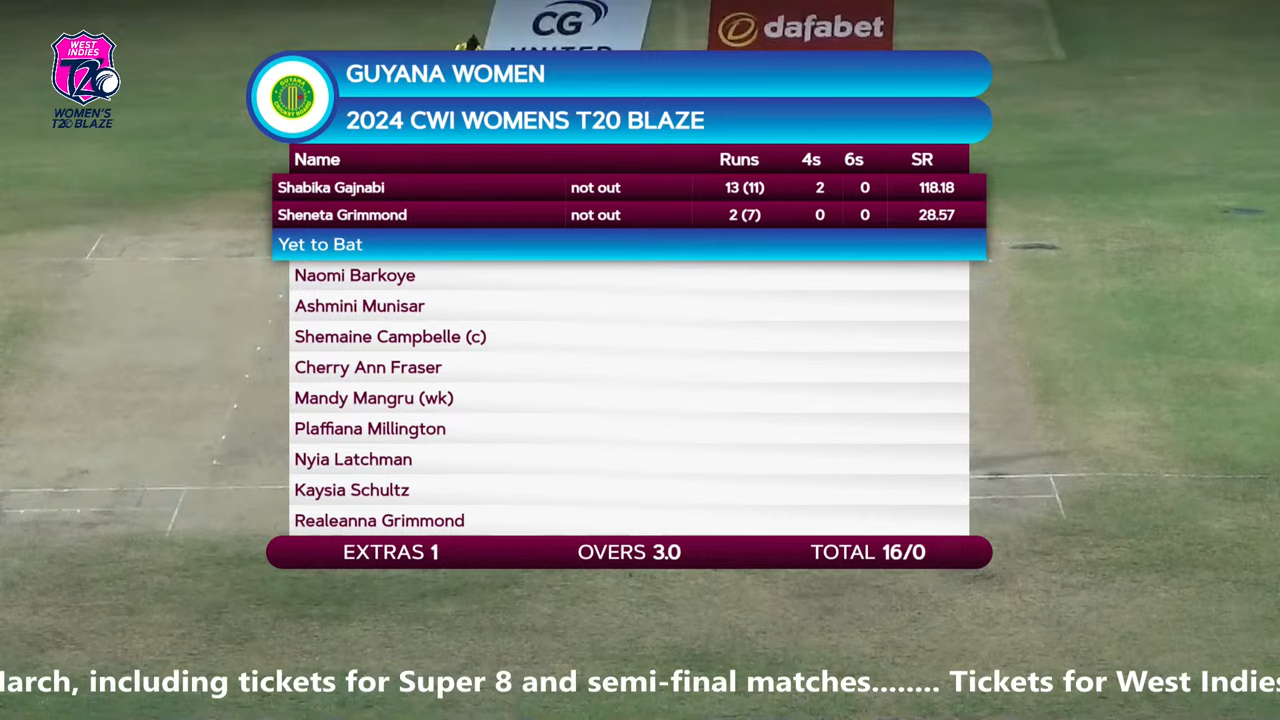 CG
UNITED
dafabet
WEST
INDIES
T20
WOMEN'S
T20 BLAZE
GUYANA WOMEN
2024 CWI WOMENS T20 BLAZE
Name Runs 4s 6s SR
Shabika Gajnabi not out 13 (11) 2 0 118.18
Sheneta Grimmond not out 2 (7) 0 0 28.57
Yet to Bat
Naomi Barkoye
Ashmini Munisar
Shemaine Campbelle (c)
Cherry Ann Fraser
Mandy Mangru (wk)
Plaffiana Millington
Nyia Latchman
Kaysia Schultz
Realeanna Grimmond
EXTRAS 1 OVERS 3.0 TOTAL 16/0
March, including tickets for Super 8 and semi-final matches........ Tickets for West Indies